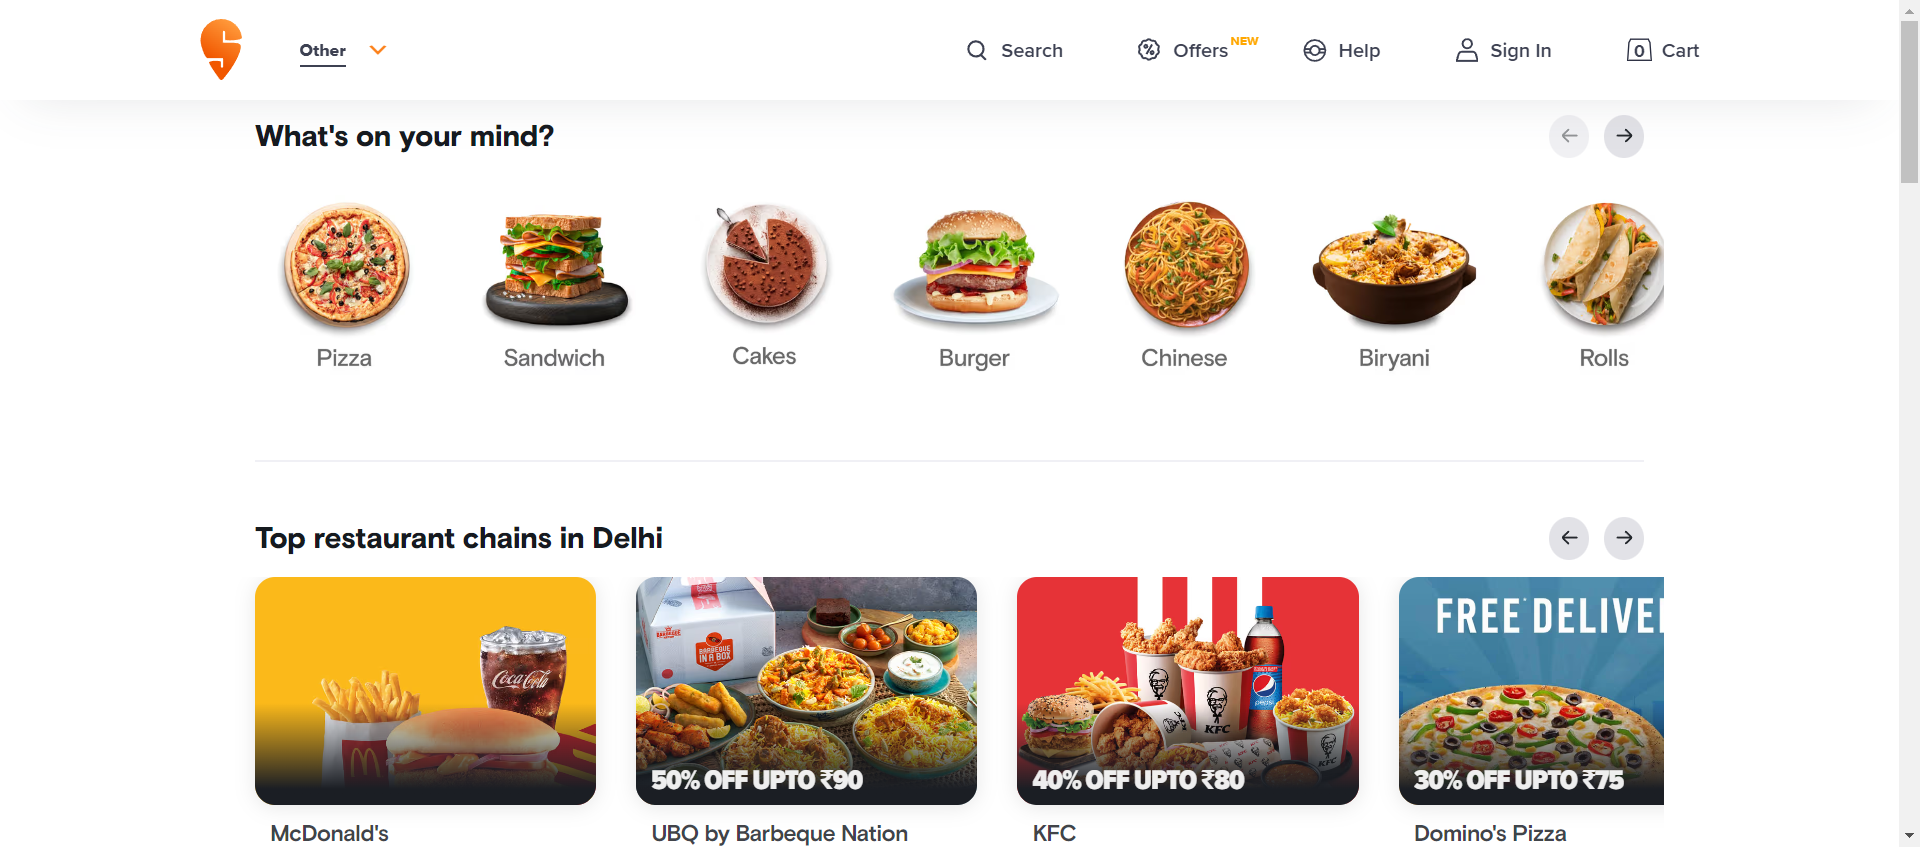 Other
Search
Offers NEW
Help
Sign In
0 Cart
What's on your mind?
Pizza
Sandwich
Cakes
Burger
Chinese
Biryani
Rolls
Top restaurant chains in Delhi
Coca-Cola
BARBEQUE
BARBEQUE
IN A BOX
50% OFF UPTO ₹90
pepsi
KFC
KFC
40% OFF UPTO ₹80
FREE DELIVE
30% OFF UPTO ₹75
McDonald's
UBQ by Barbeque Nation
KFC
Domino's Pizza